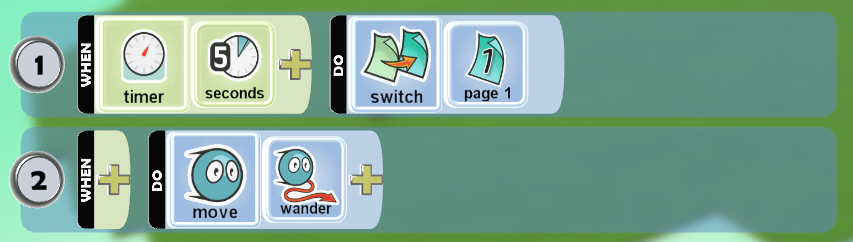 1 WHEN timer 5 seconds DO switch 1 page 1
2 WHEN DO move wander